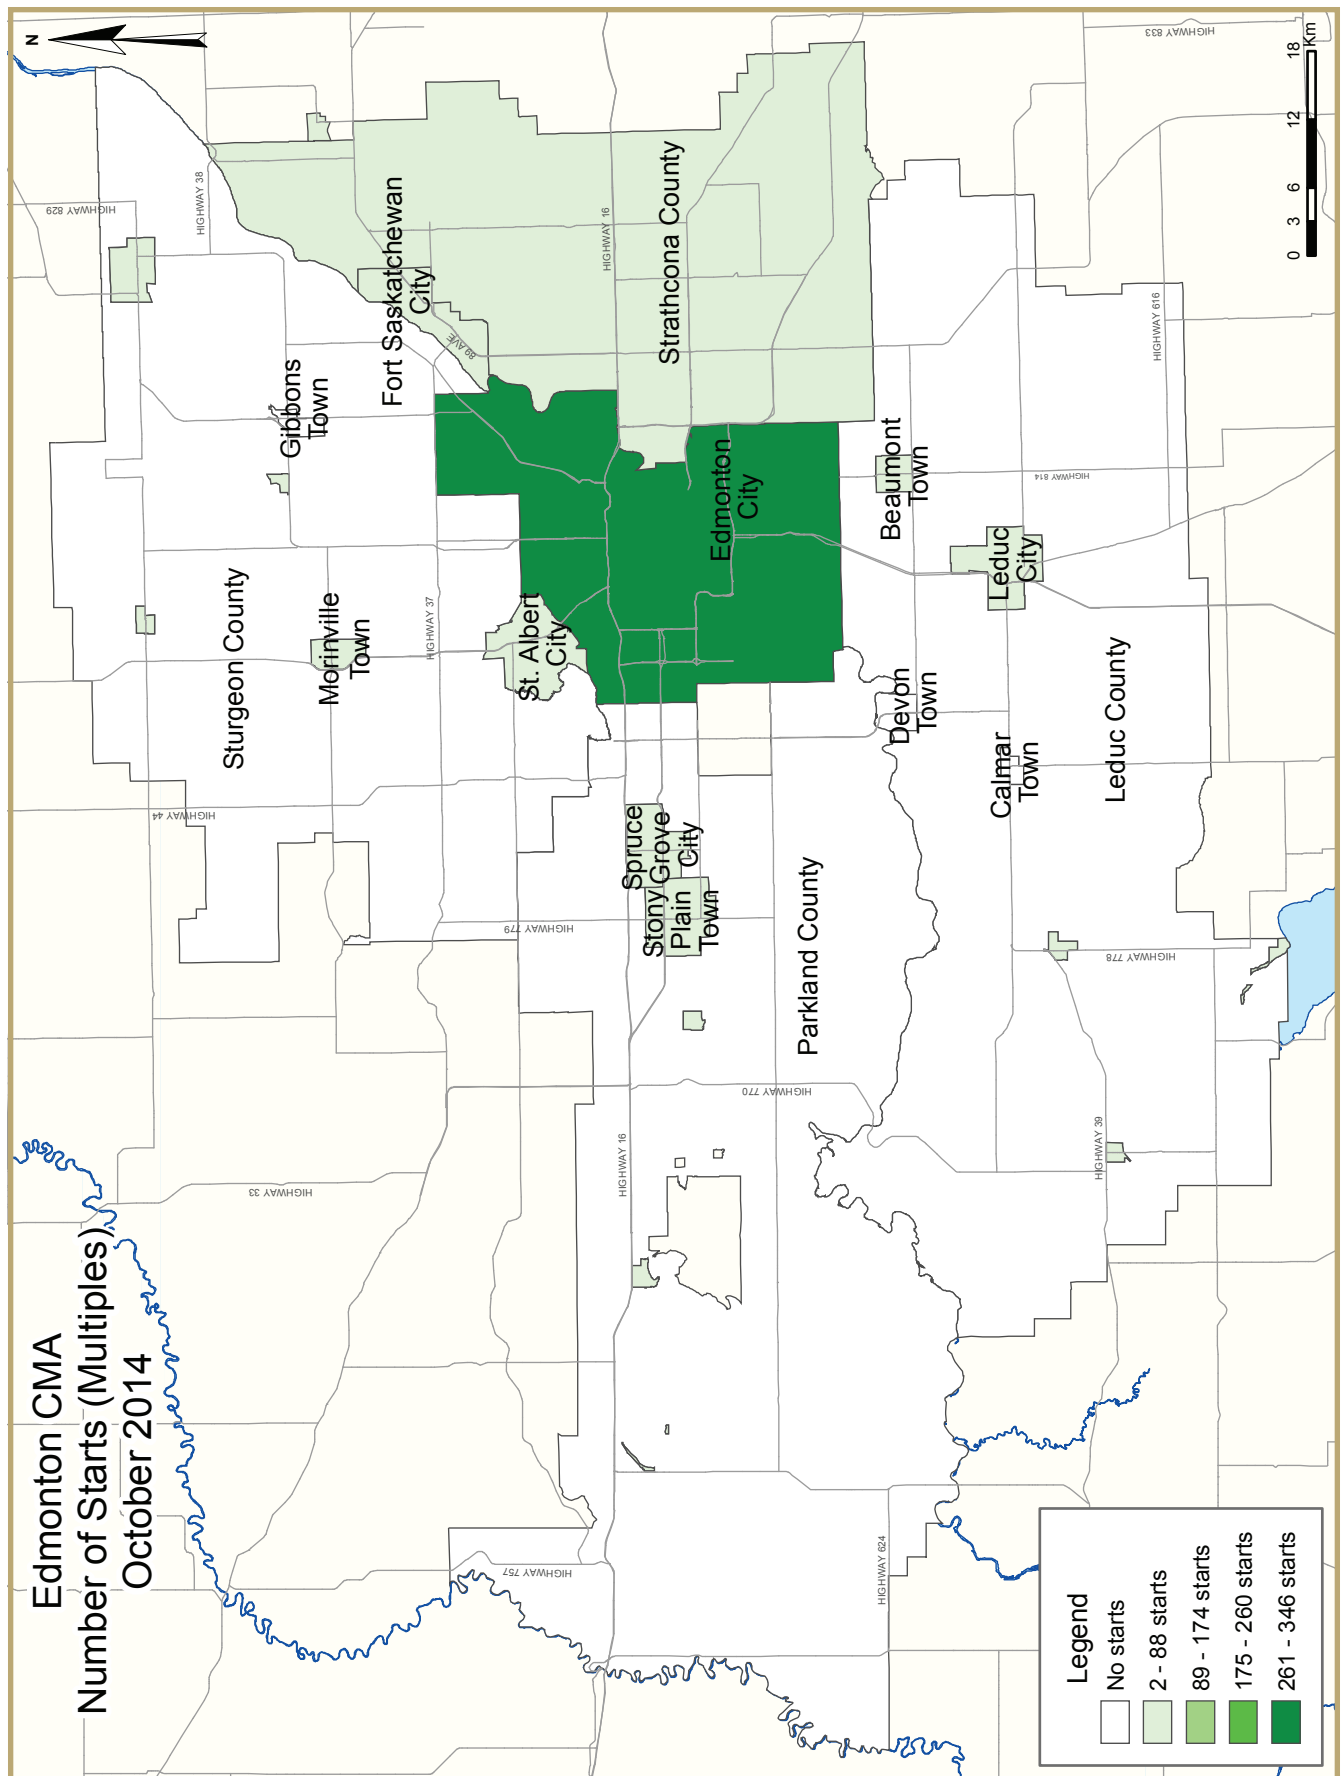 Edmonton CMA
Number of Starts (Multiples)
October 2014
N
HIGHWAY 829
HIGHWAY 38
HIGHWAY 833
HIGHWAY 44
HIGHWAY 33
HIGHWAY 37
HIGHWAY 779
HIGHWAY 757
HIGHWAY 16
HIGHWAY 16
HIGHWAY 770
HIGHWAY 624
HIGHWAY 39
HIGHWAY 778
HIGHWAY 814
HIGHWAY 616
89 AVE
Gibbons
Town
Fort Saskatchewan
City
Sturgeon County
Morinville
Town
St. Albert
City
Strathcona County
Edmonton
City
Spruce
Grove
City
Stony
Plain
Town
Parkland County
Beaumont
Town
Devon
Town
Leduc
City
Calmar
Town
Leduc County
Legend
No starts
2 - 88 starts
89 - 174 starts
175 - 260 starts
261 - 346 starts
0 3 6 12 18
Km